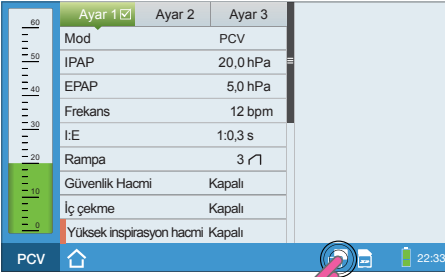 Ayar 1 Ayar 2 Ayar 3
60
50
40
30
20
10
0
Mod PCV
IPAP 20,0 hPa
EPAP 5,0 hPa
Frekans 12 bpm
I:E 1:0,3 s
Rampa 3
Güvenlik Hacmi Kapalı
İç çekme Kapalı
Yüksek inspirasyon hacmi Kapalı
PCV 22:33